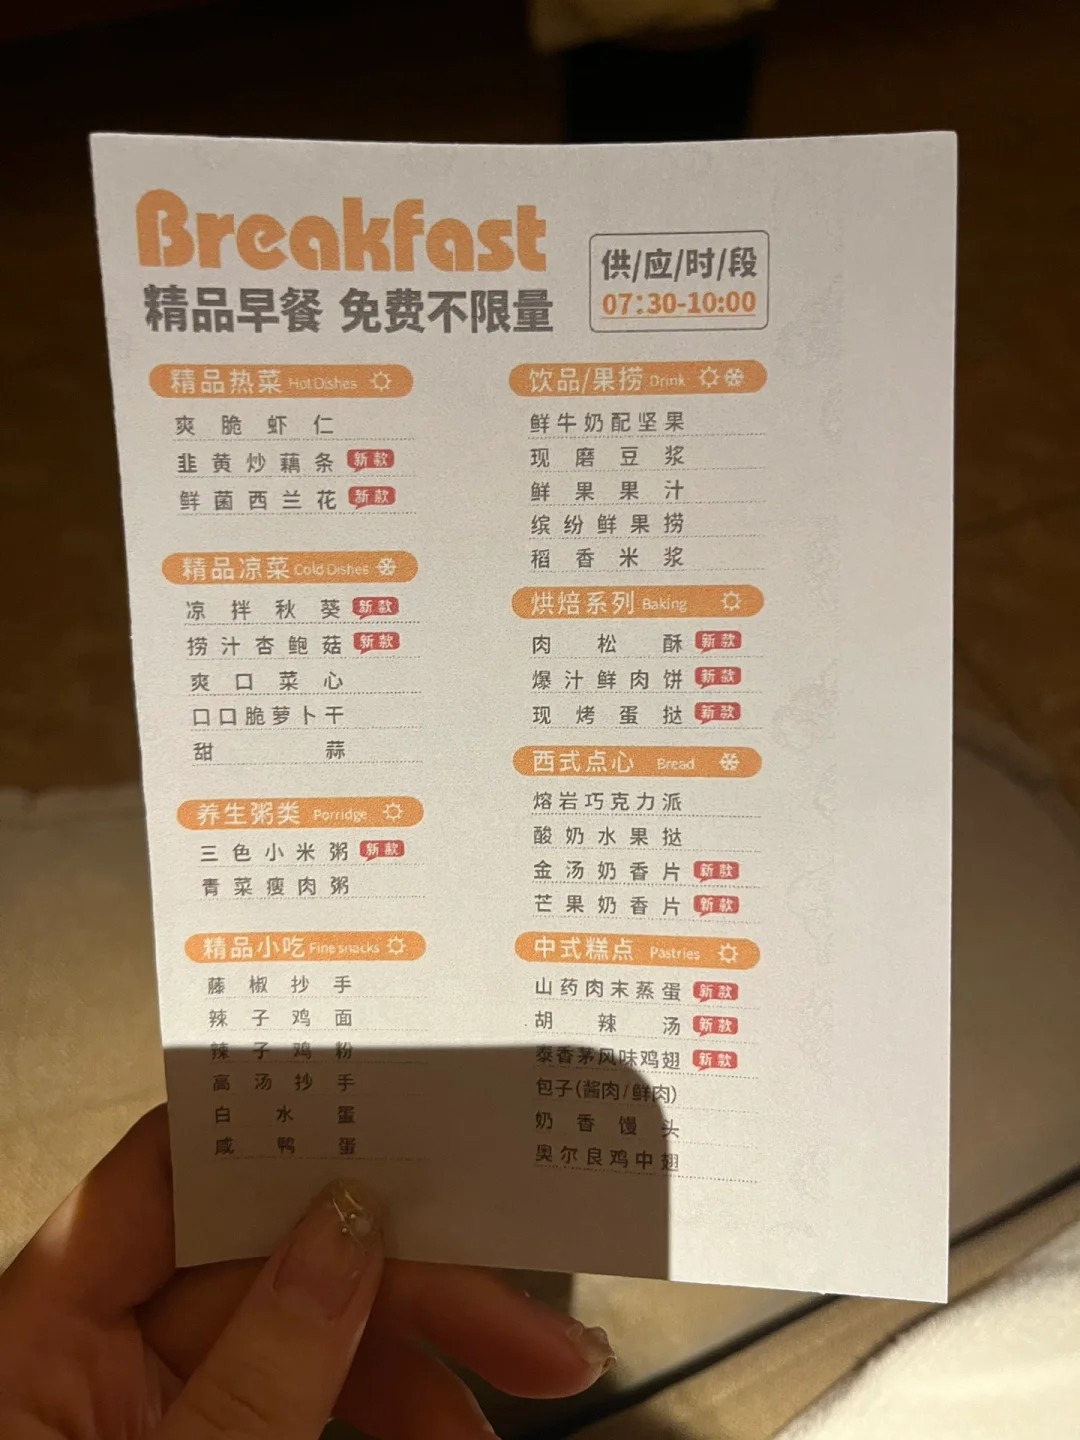 Breakfast
精品早餐 免费不限量
供/应/时/段
07:30-10:00
精品热菜 Hot Dishes
爽脆虾仁
韭黄炒藕条 新款
鲜菌西兰花 新款
精品凉菜 Cold Dishes
凉拌秋葵 新款
捞汁杏鲍菇 新款
爽口菜心
口口脆萝卜干
甜蒜
养生粥类 Porridge
三色小米粥 新款
青菜瘦肉粥
精品小吃 Fine snacks
藤椒抄手
辣子鸡面
辣子鸡粉
高汤抄手
白水蛋
咸鸭蛋
饮品/果捞 Drink
鲜牛奶配坚果
现磨豆浆
鲜果果汁
缤纷鲜果捞
稻香米浆
烘焙系列 Baking
肉松酥 新款
爆汁鲜肉饼 新款
现烤蛋挞 新款
西式点心 Bread
熔岩巧克力派
酸奶水果挞
金汤奶香片 新款
芒果奶香片 新款
中式糕点 Pastries
山药肉末蒸蛋 新款
胡辣汤 新款
泰香茅风味鸡翅 新款
包子(酱肉/鲜肉)
奶香馒头
奥尔良鸡中翅